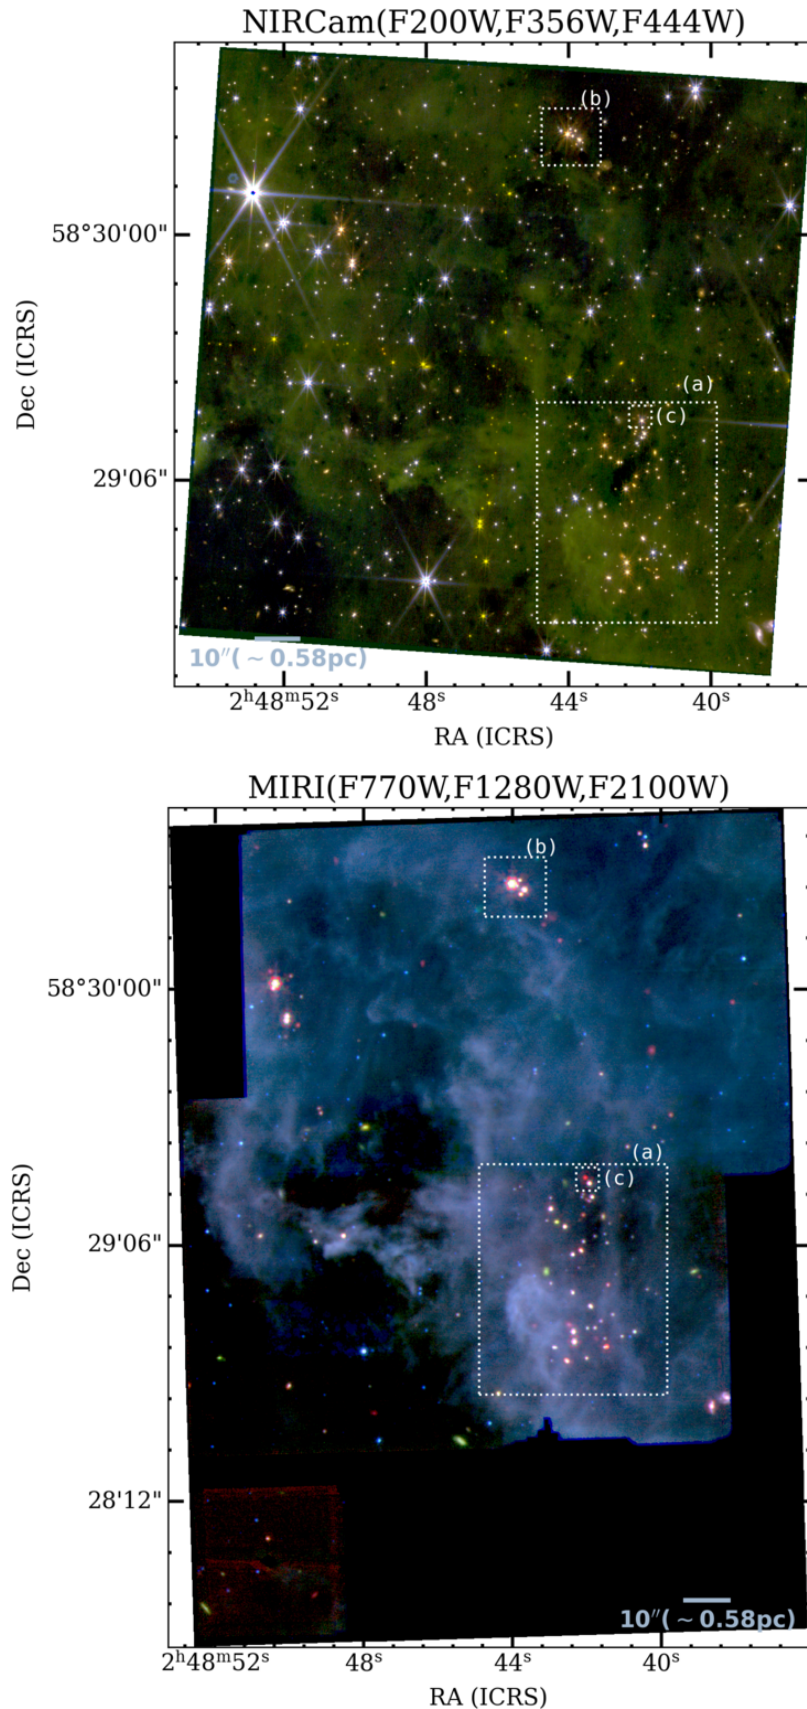 NIRCam(F200W,F356W,F444W)
(b)
58°30'00"
(a)
(c)
29'06"
10″(~0.58pc)
2ʰ48ᵐ52ˢ 48ˢ 44ˢ 40ˢ
RA (ICRS)
Dec (ICRS)
MIRI(F770W,F1280W,F2100W)
(b)
58°30'00"
(a)
(c)
29'06"
28'12"
10″(~0.58pc)
2ʰ48ᵐ52ˢ 48ˢ 44ˢ 40ˢ
RA (ICRS)
Dec (ICRS)